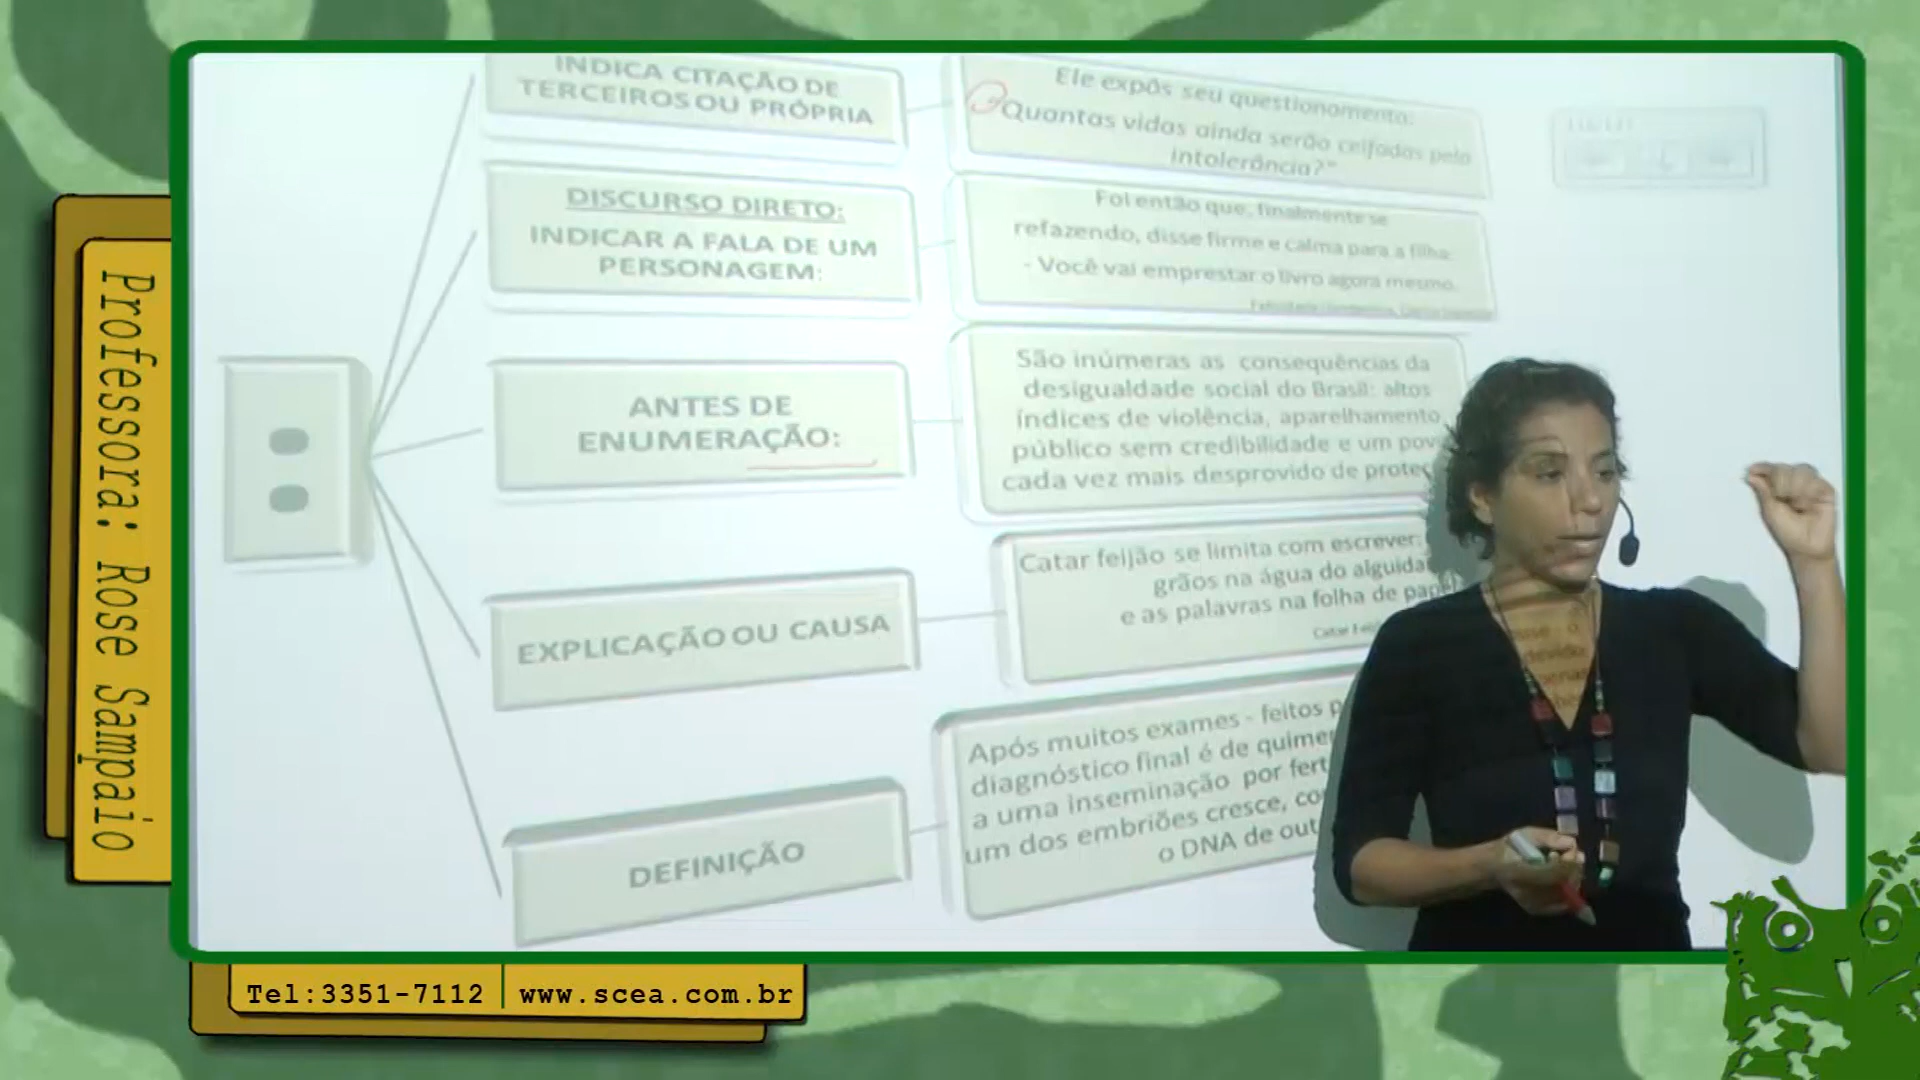 Professora: Rose Sampaio
INDICA CITAÇÃO DE
TERCEIROS OU PRÓPRIA
Ele expôs seu questionamento:
"Quantas vidas ainda serão ceifadas pela
intolerância?"
DISCURSO DIRETO:
INDICAR A FALA DE UM
PERSONAGEM:
Foi então que, finalmente se
refazendo, disse firme e calma para a filha:
- Você vai emprestar o livro agora mesmo.
ANTES DE
ENUMERAÇÃO:
São inúmeras as consequências da
desigualdade social do Brasil: altos
índices de violência, aparelhamento
público sem credibilidade e um pov
cada vez mais desprovido de proteç
EXPLICAÇÃO OU CAUSA
Catar feijão se limita com escrever:
grãos na água do alguida
e as palavras na folha de papel
Catar Fei
DEFINIÇÃO
Após muitos exames - feitos p
diagnóstico final é de quimer
a uma inseminação por fert
um dos embriões cresce, co
o DNA de out
Tel:3351-7112
www.scea.com.br